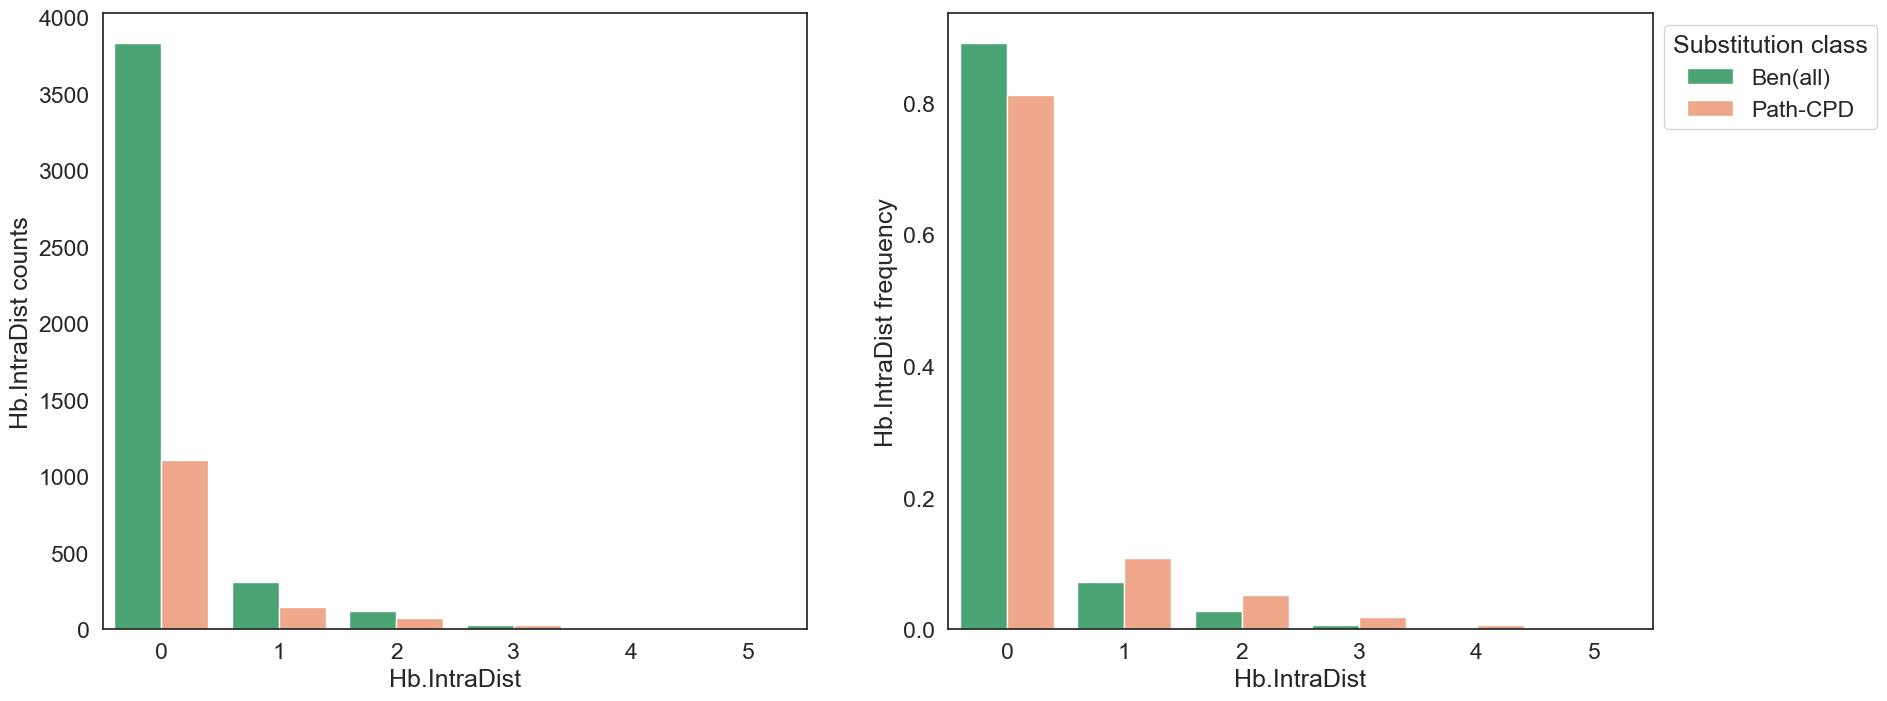 4000
3500
3000
2500
2000
1500
1000
500
0
Hb.IntraDist counts
0 1 2 3 4 5
Hb.IntraDist
0.8
0.6
0.4
0.2
0.0
Hb.IntraDist frequency
0 1 2 3 4 5
Hb.IntraDist
Substitution class
Ben(all)
Path-CPD